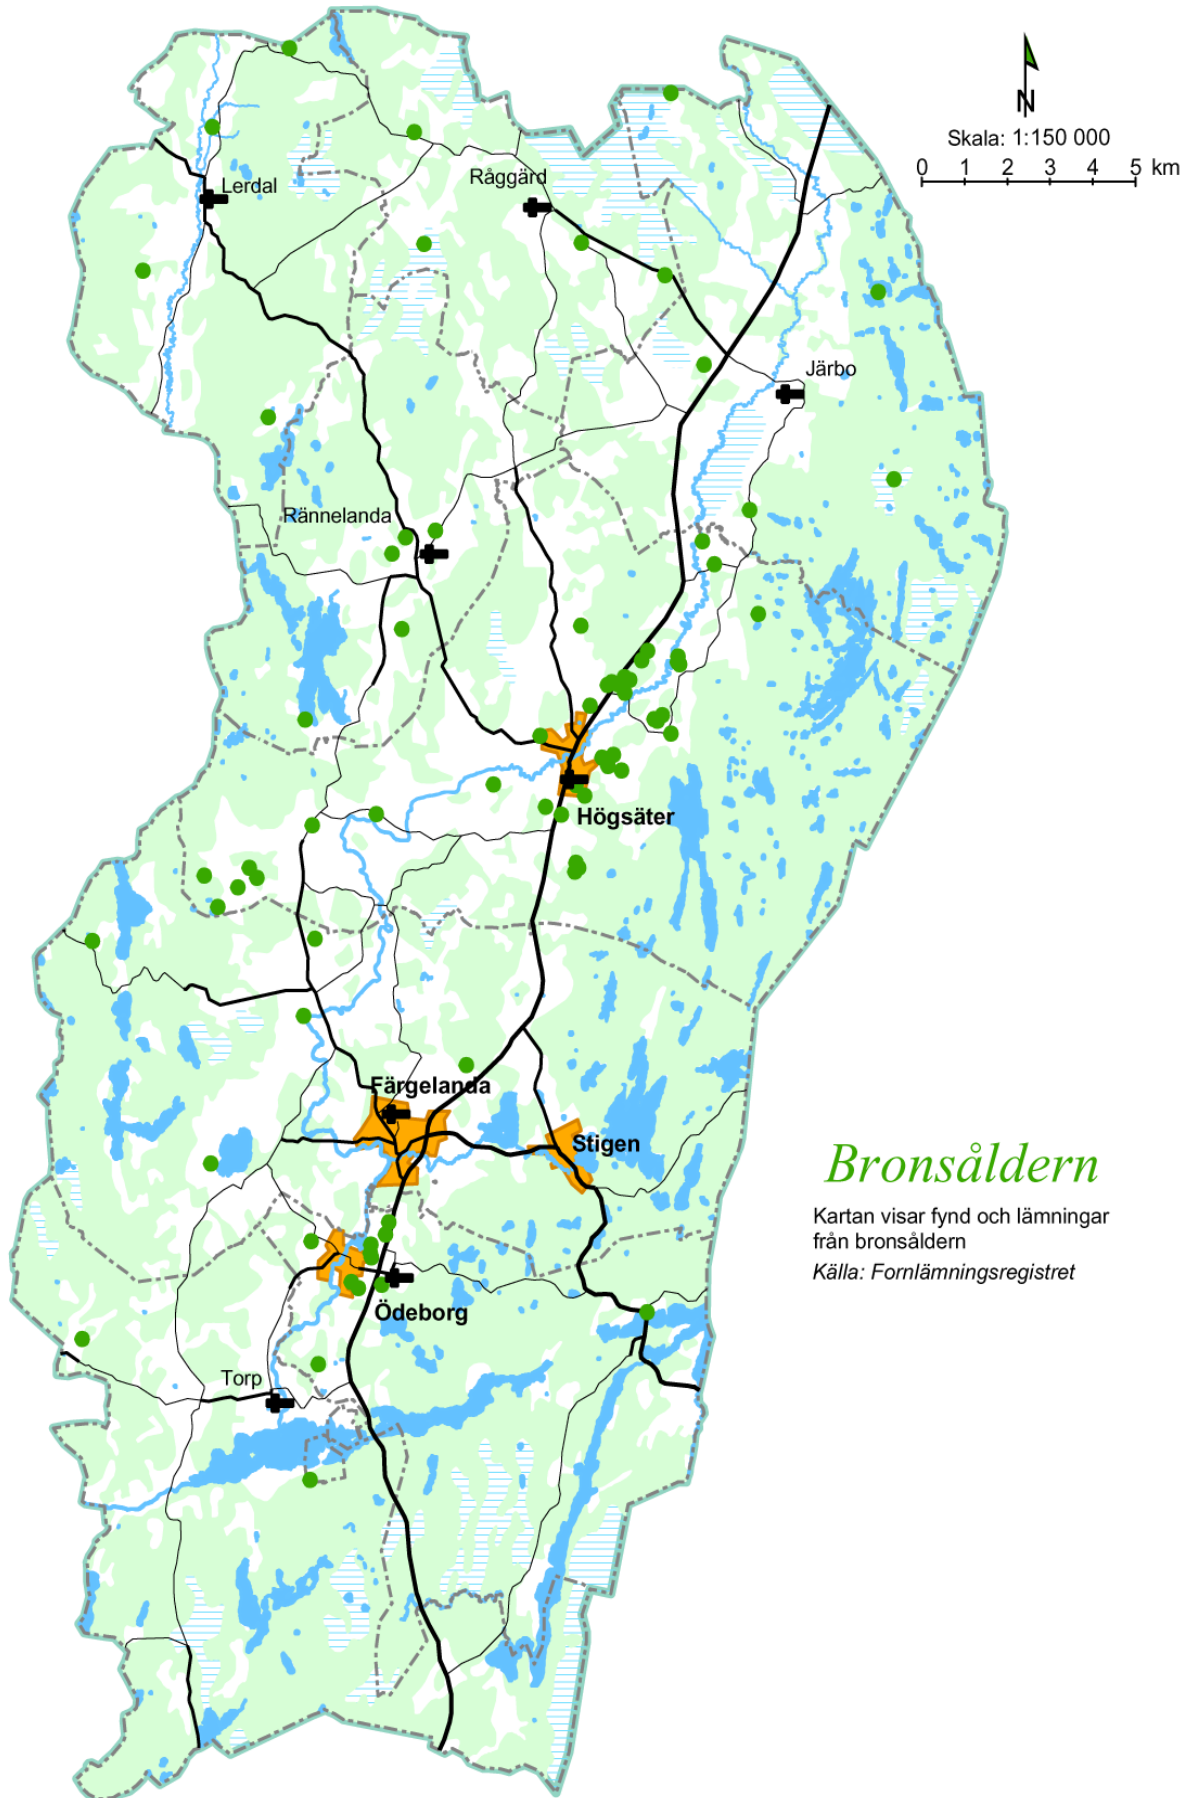 N
Skala: 1:150 000
0 1 2 3 4 5 km
Råggärd
Lerdal
Järbo
Rännelanda
Högsäter
Färgelanda
Stigen
Bronsåldern
Kartan visar fynd och lämningar
från bronsåldern
Källa: Fornlämningsregistret
Ödeborg
Torp